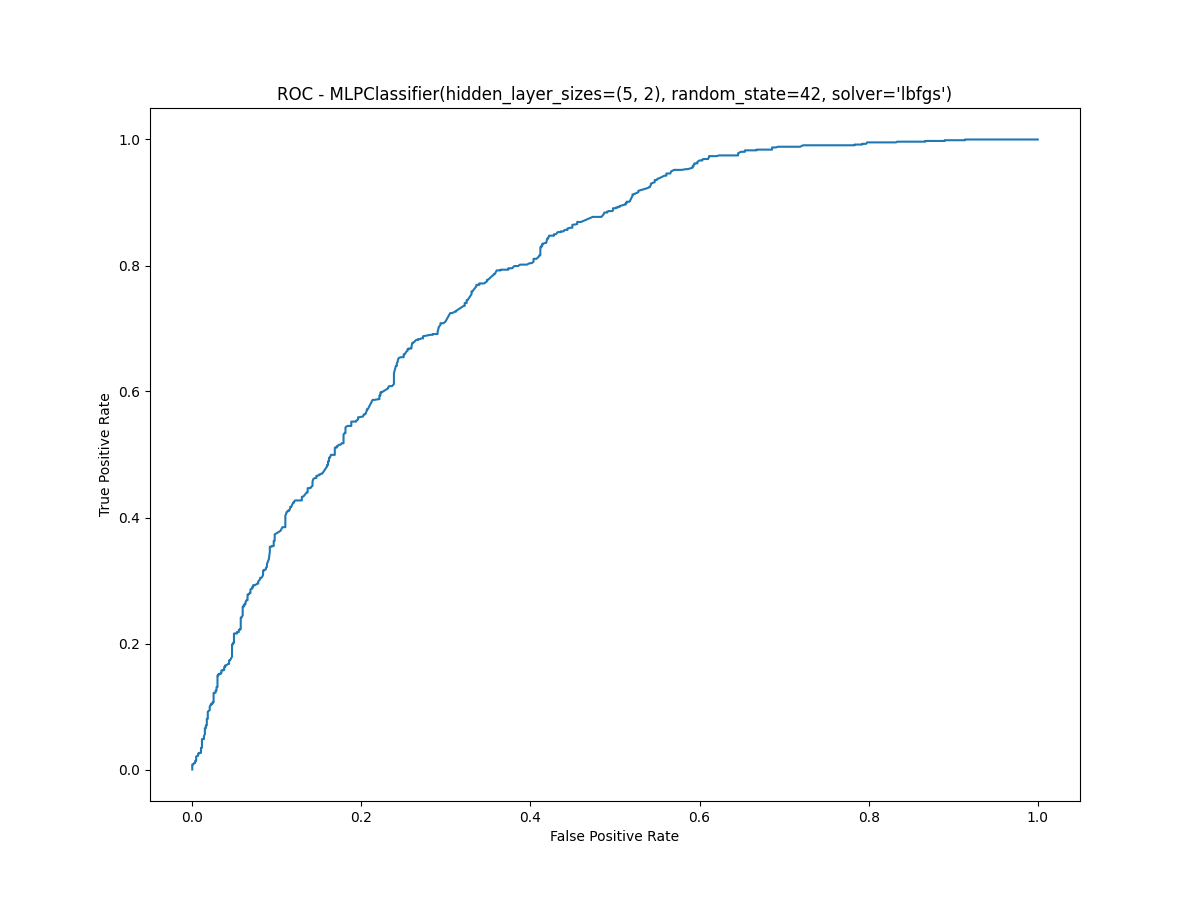 ROC - MLPClassifier(hidden_layer_sizes=(5, 2), random_state=42, solver='lbfgs')
1.0
0.8
0.6
0.4
0.2
0.0
True Positive Rate
0.0 0.2 0.4 0.6 0.8 1.0
False Positive Rate